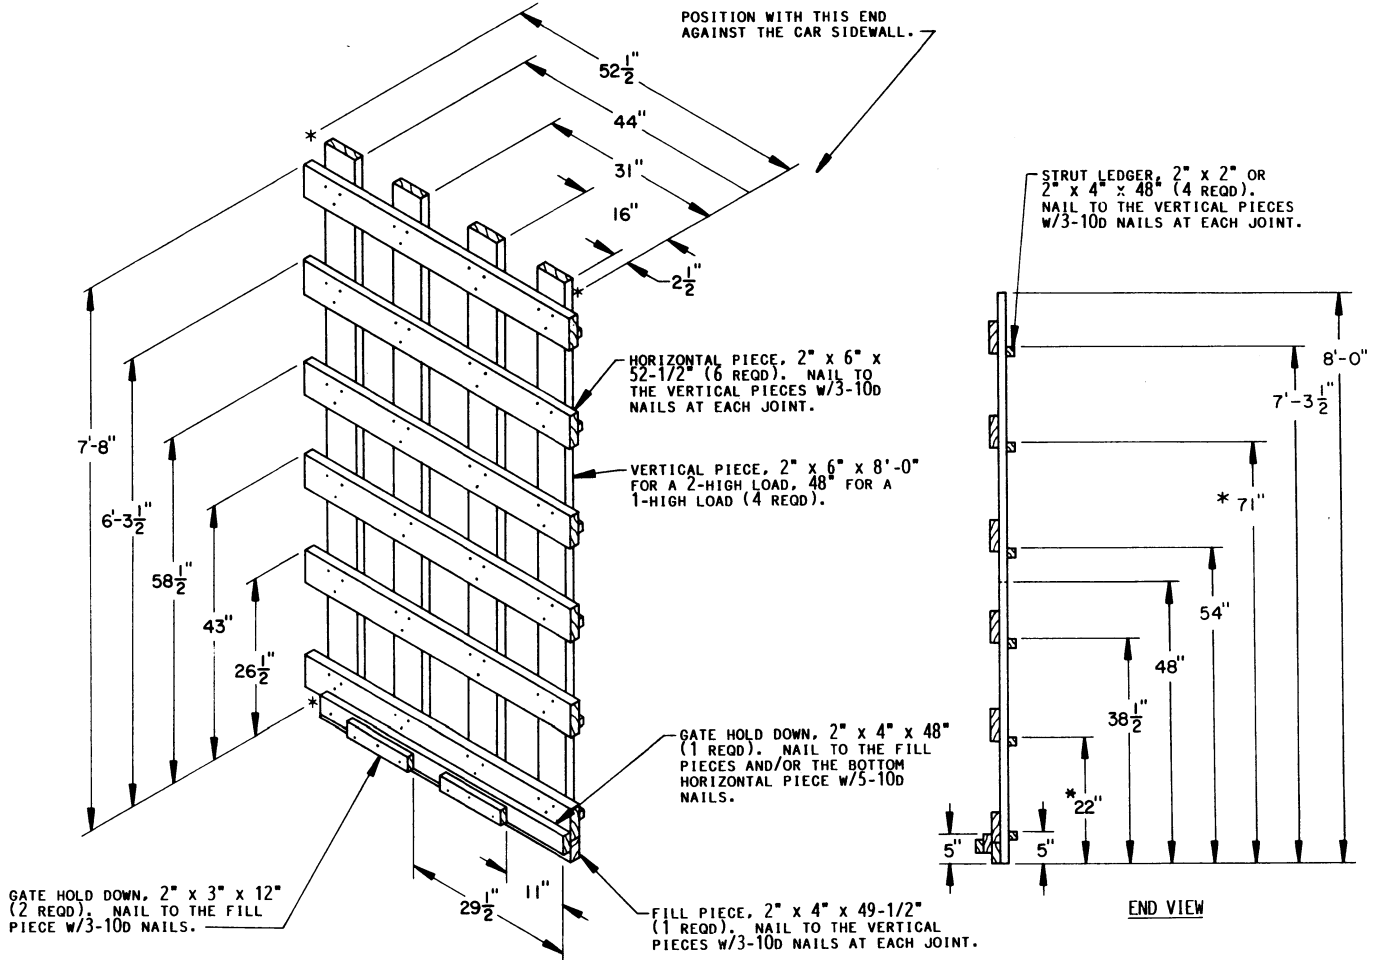 POSITION WITH THIS END
AGAINST THE CAR SIDEWALL.
52 1/2"
44"
31"
16"
2 1/2"
*
*
*
7'-8"
6'-3 1/2"
58 1/2"
43"
26 1/2"
HORIZONTAL PIECE, 2" X 6" X
52-1/2" (6 REQD). NAIL TO
THE VERTICAL PIECES W/3-10D
NAILS AT EACH JOINT.
VERTICAL PIECE, 2" X 6" X 8'-0"
FOR A 2-HIGH LOAD, 48" FOR A
1-HIGH LOAD (4 REQD).
GATE HOLD DOWN, 2" X 4" X 48"
(1 REQD). NAIL TO THE FILL
PIECES AND/OR THE BOTTOM
HORIZONTAL PIECE W/5-10D
NAILS.
GATE HOLD DOWN, 2" X 3" X 12"
(2 REQD). NAIL TO THE FILL
PIECE W/3-10D NAILS.
29 1/2"
11"
FILL PIECE, 2" X 4" X 49-1/2"
(1 REQD). NAIL TO THE VERTICAL
PIECES W/3-10D NAILS AT EACH JOINT.
STRUT LEDGER, 2" X 2" OR
2" X 4" X 48" (4 REQD).
NAIL TO THE VERTICAL PIECES
W/3-10D NAILS AT EACH JOINT.
8'-0"
7'-3 1/2"
* 71"
54"
48"
38 1/2"
*22"
5"
5"
END VIEW